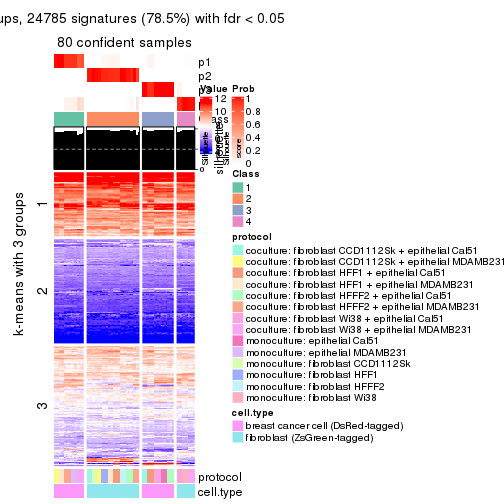 ups, 24785 signatures (78.5%) with fdr < 0.05
80 confident samples
p1
p2
Value
12
10
8
6
Prob
1
0.8
0.6
0.4
0.2
0
Silhouette
score
silhouette
0
k-means with 3 groups
1
2
3
Class
1
2
3
4
protocol
coculture: fibroblast CCD1112Sk + epithelial Cal51
coculture: fibroblast CCD1112Sk + epithelial MDAMB231
coculture: fibroblast HFF1 + epithelial Cal51
coculture: fibroblast HFF1 + epithelial MDAMB231
coculture: fibroblast HFFF2 + epithelial Cal51
coculture: fibroblast HFFF2 + epithelial MDAMB231
coculture: fibroblast Wi38 + epithelial Cal51
coculture: fibroblast Wi38 + epithelial MDAMB231
monoculture: epithelial Cal51
monoculture: epithelial MDAMB231
monoculture: fibroblast CCD1112Sk
monoculture: fibroblast HFF1
monoculture: fibroblast HFFF2
monoculture: fibroblast Wi38
cell.type
breast cancer cell (DsRed-tagged)
fibroblast (ZsGreen-tagged)
protocol
cell.type